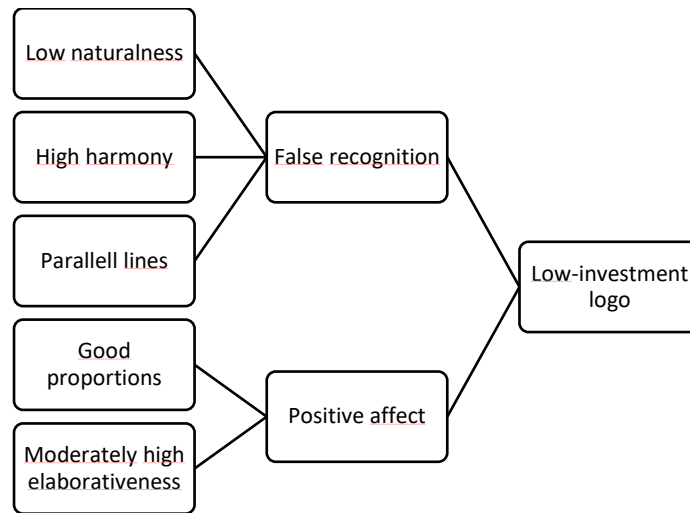 Low naturalness
High harmony
Parallell lines
Good
proportions
Moderately high
elaborativeness
False recognition
Positive affect
Low-investment
logo